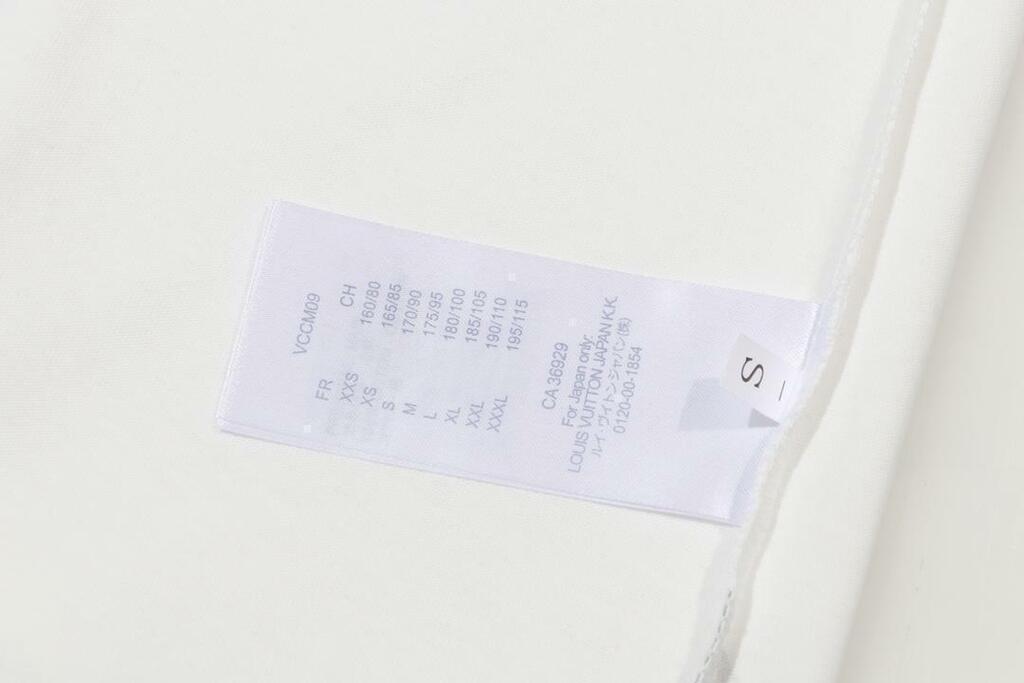 VCCM09
FR CH
XXS 160/80
XS 165/85
S 170/90
M 175/95
L 180/100
XL 185/105
XXL 190/110
XXXL 195/115
CA 36929
For Japan only:
LOUIS VUITTON JAPAN K.K.
ルイ・ヴィトン ジャパン(株)
0120-00-1854
S